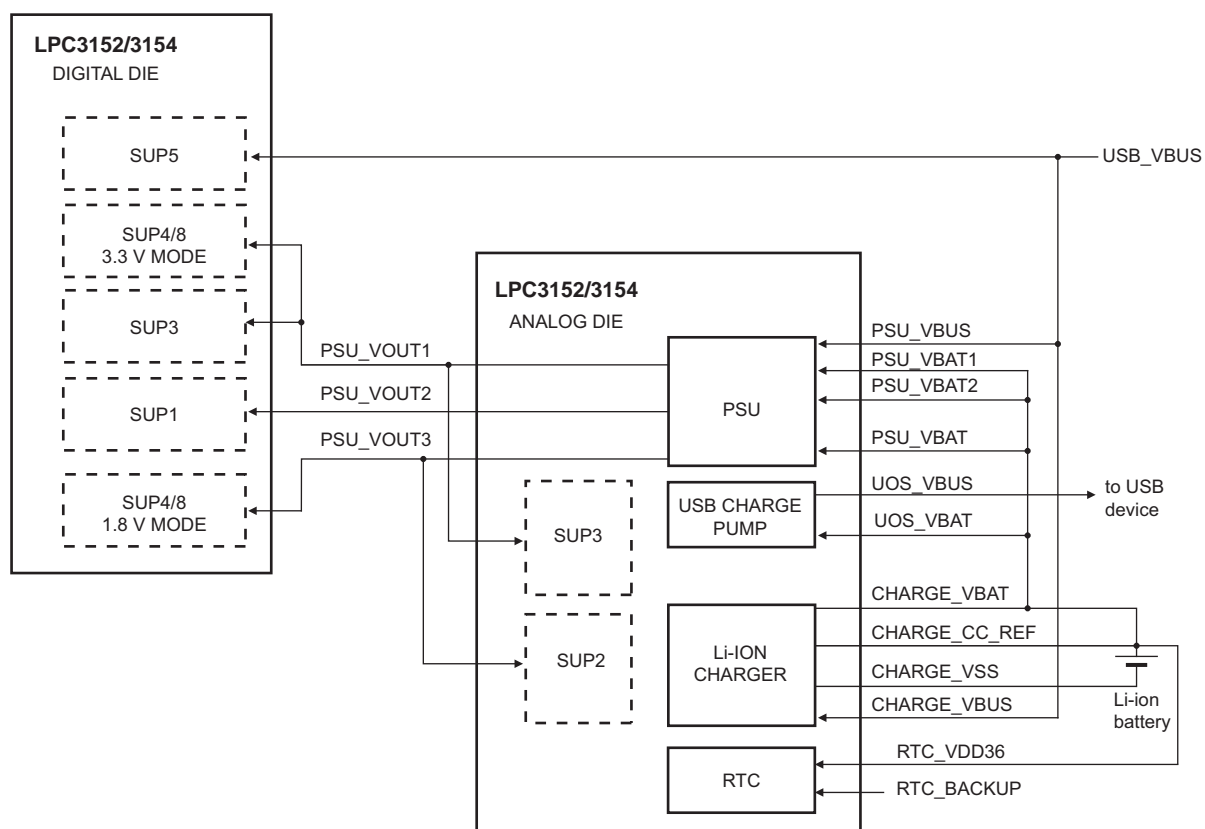 LPC3152/3154
DIGITAL DIE
SUP5
USB_VBUS
SUP4/8
3.3 V MODE
SUP3
SUP1
SUP4/8
1.8 V MODE
PSU_VOUT1
PSU_VOUT2
PSU_VOUT3
LPC3152/3154
ANALOG DIE
PSU
PSU_VBUS
PSU_VBAT1
PSU_VBAT2
PSU_VBAT
USB CHARGE
PUMP
UOS_VBUS
to USB
device
UOS_VBAT
SUP3
SUP2
Li-ION
CHARGER
CHARGE_VBAT
CHARGE_CC_REF
CHARGE_VSS
CHARGE_VBUS
Li-ion
battery
RTC
RTC_VDD36
RTC_BACKUP